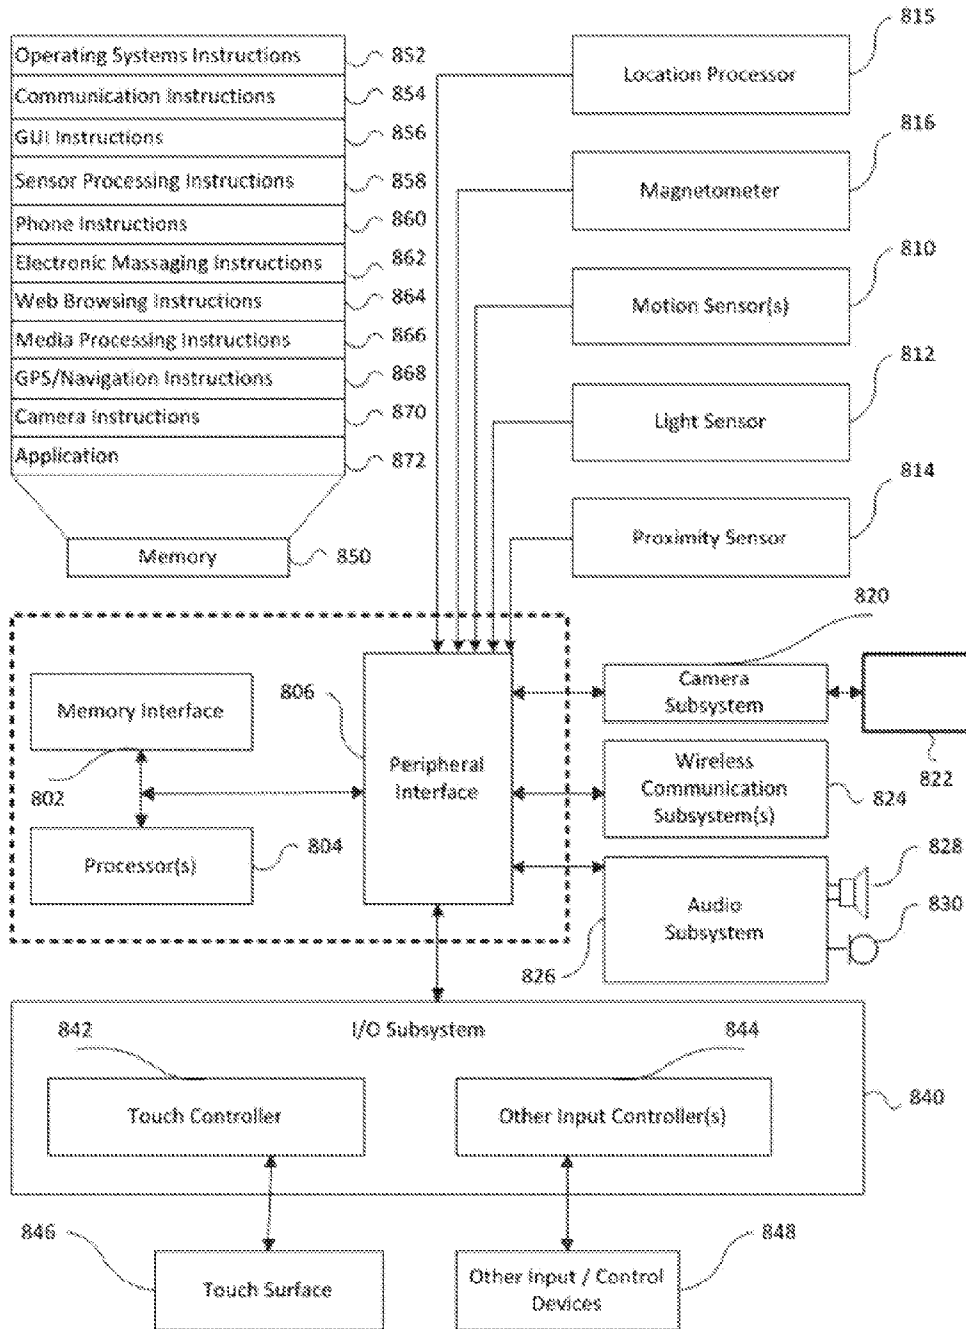 Operating Systems Instructions 852
Communication Instructions 854
GUI Instructions 856
Sensor Processing Instructions 858
Phone Instructions 860
Electronic Massaging Instructions 862
Web Browsing Instructions 864
Media Processing Instructions 866
GPS/Navigation Instructions 868
Camera Instructions 870
Application 872
Memory 850
815
Location Processor
816
Magnetometer
810
Motion Sensor(s)
812
Light Sensor
814
Proximity Sensor
Memory Interface
802
Processor(s)
804
806
Peripheral
Interface
820
Camera
Subsystem
822
Wireless
Communication
Subsystem(s)
824
Audio
Subsystem
826
828
830
I/O Subsystem
840
842
Touch Controller
844
Other Input Controller(s)
846
Touch Surface
848
Other Input / Control
Devices